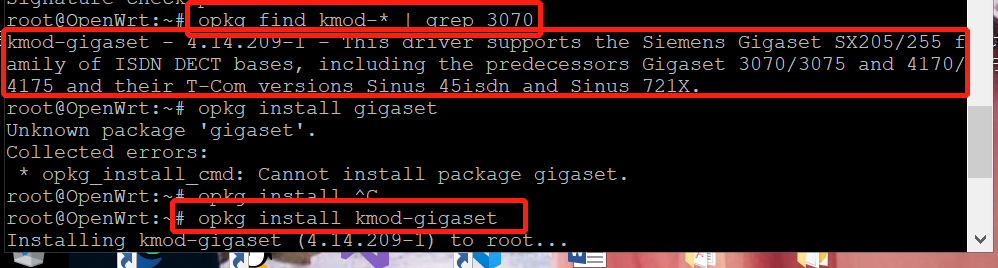 root@OpenWrt:~# opkg find kmod-* | grep 3070
kmod-gigaset - 4.14.209-1 - This driver supports the Siemens Gigaset SX205/255 f
amily of ISDN DECT bases, including the predecessors Gigaset 3070/3075 and 4170/
4175 and their T-Com versions Sinus 45isdn and Sinus 721X.
root@OpenWrt:~# opkg install gigaset
Unknown package 'gigaset'.
Collected errors:
 * opkg_install_cmd: Cannot install package gigaset.
root@OpenWrt:~# opkg install ^C
root@OpenWrt:~# opkg install kmod-gigaset
Installing kmod-gigaset (4.14.209-1) to root...